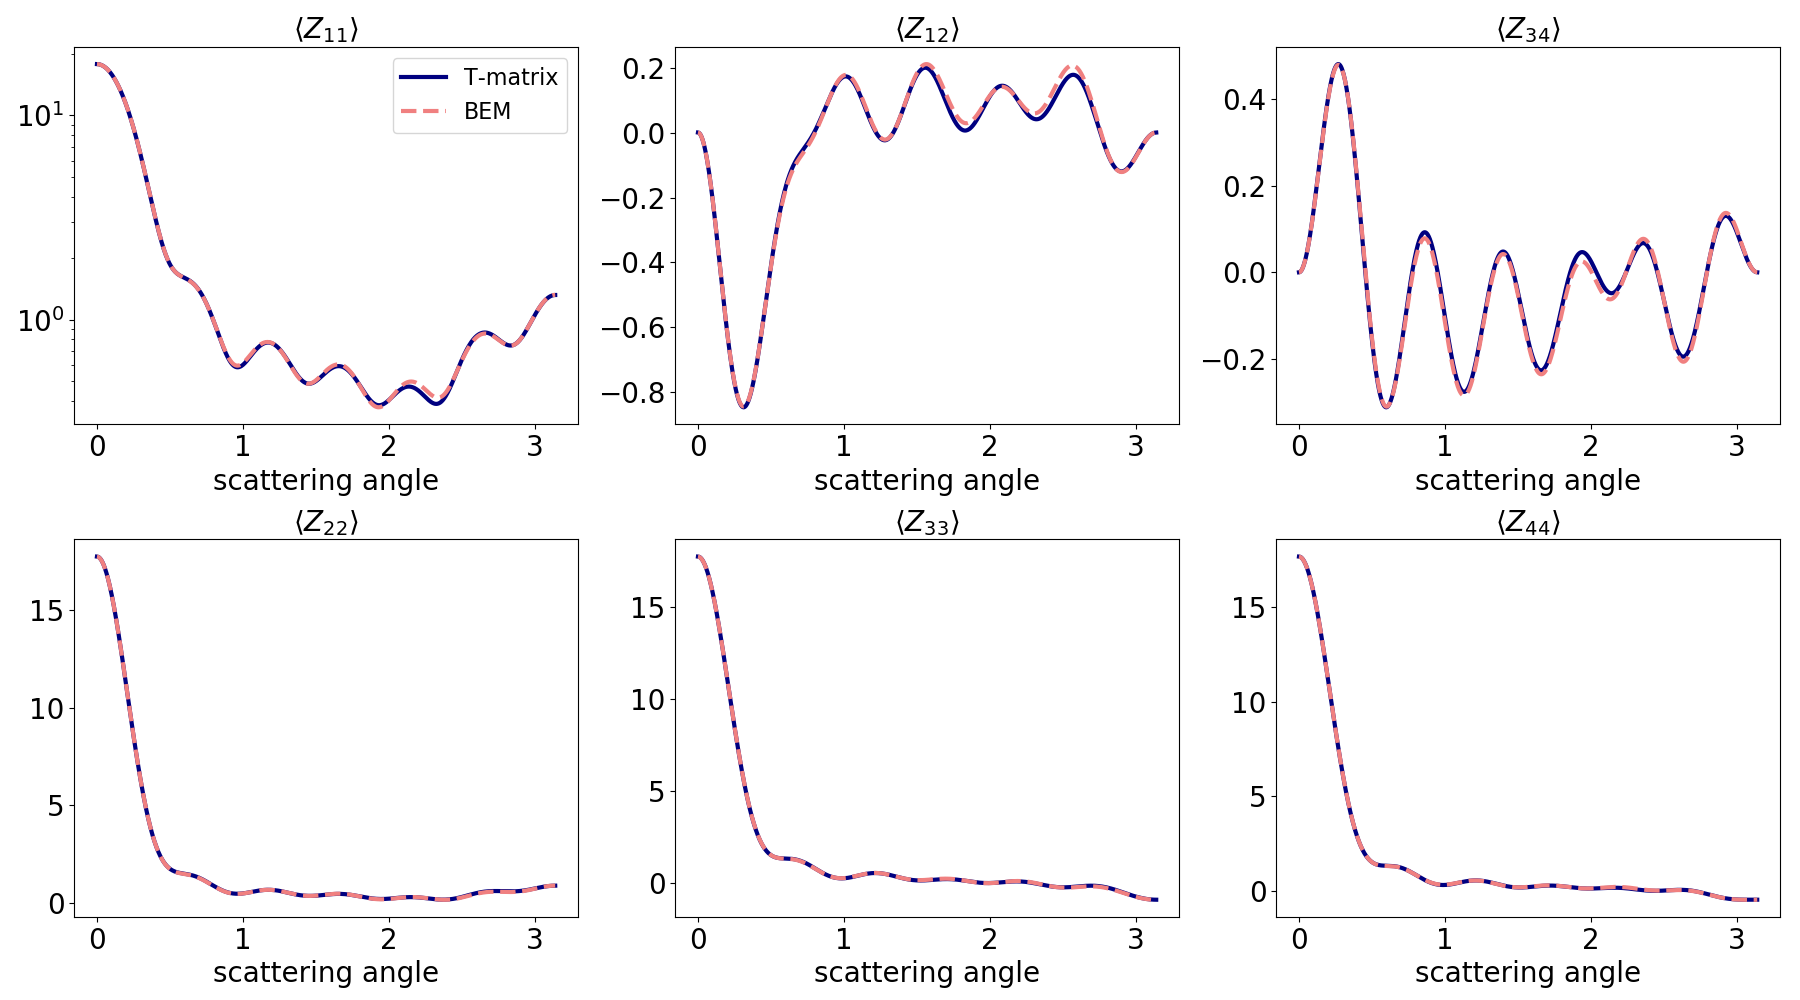 ⟨Z₁₁⟩
T-matrix
BEM
10¹
10⁰
0 1 2 3
scattering angle
⟨Z₁₂⟩
0.2
0.0
−0.2
−0.4
−0.6
−0.8
0 1 2 3
scattering angle
⟨Z₃₄⟩
0.4
0.2
0.0
−0.2
0 1 2 3
scattering angle
⟨Z₂₂⟩
15
10
5
0
0 1 2 3
scattering angle
⟨Z₃₃⟩
15
10
5
0
0 1 2 3
scattering angle
⟨Z₄₄⟩
15
10
5
0
0 1 2 3
scattering angle